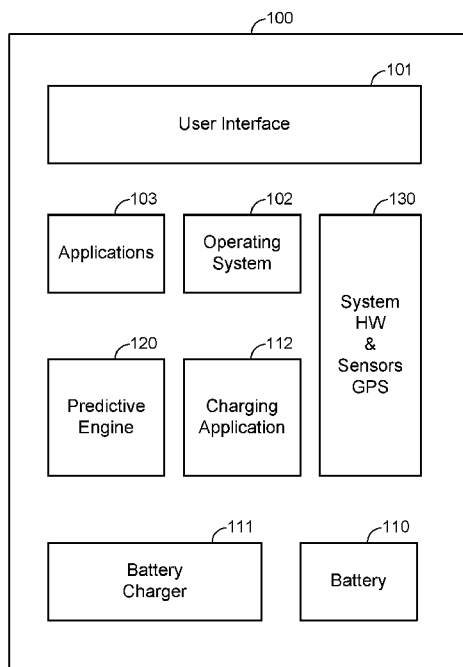 100
101
User Interface
103
Applications
102
Operating
System
130
System
HW
&
Sensors
GPS
120
Predictive
Engine
112
Charging
Application
111
Battery
Charger
110
Battery